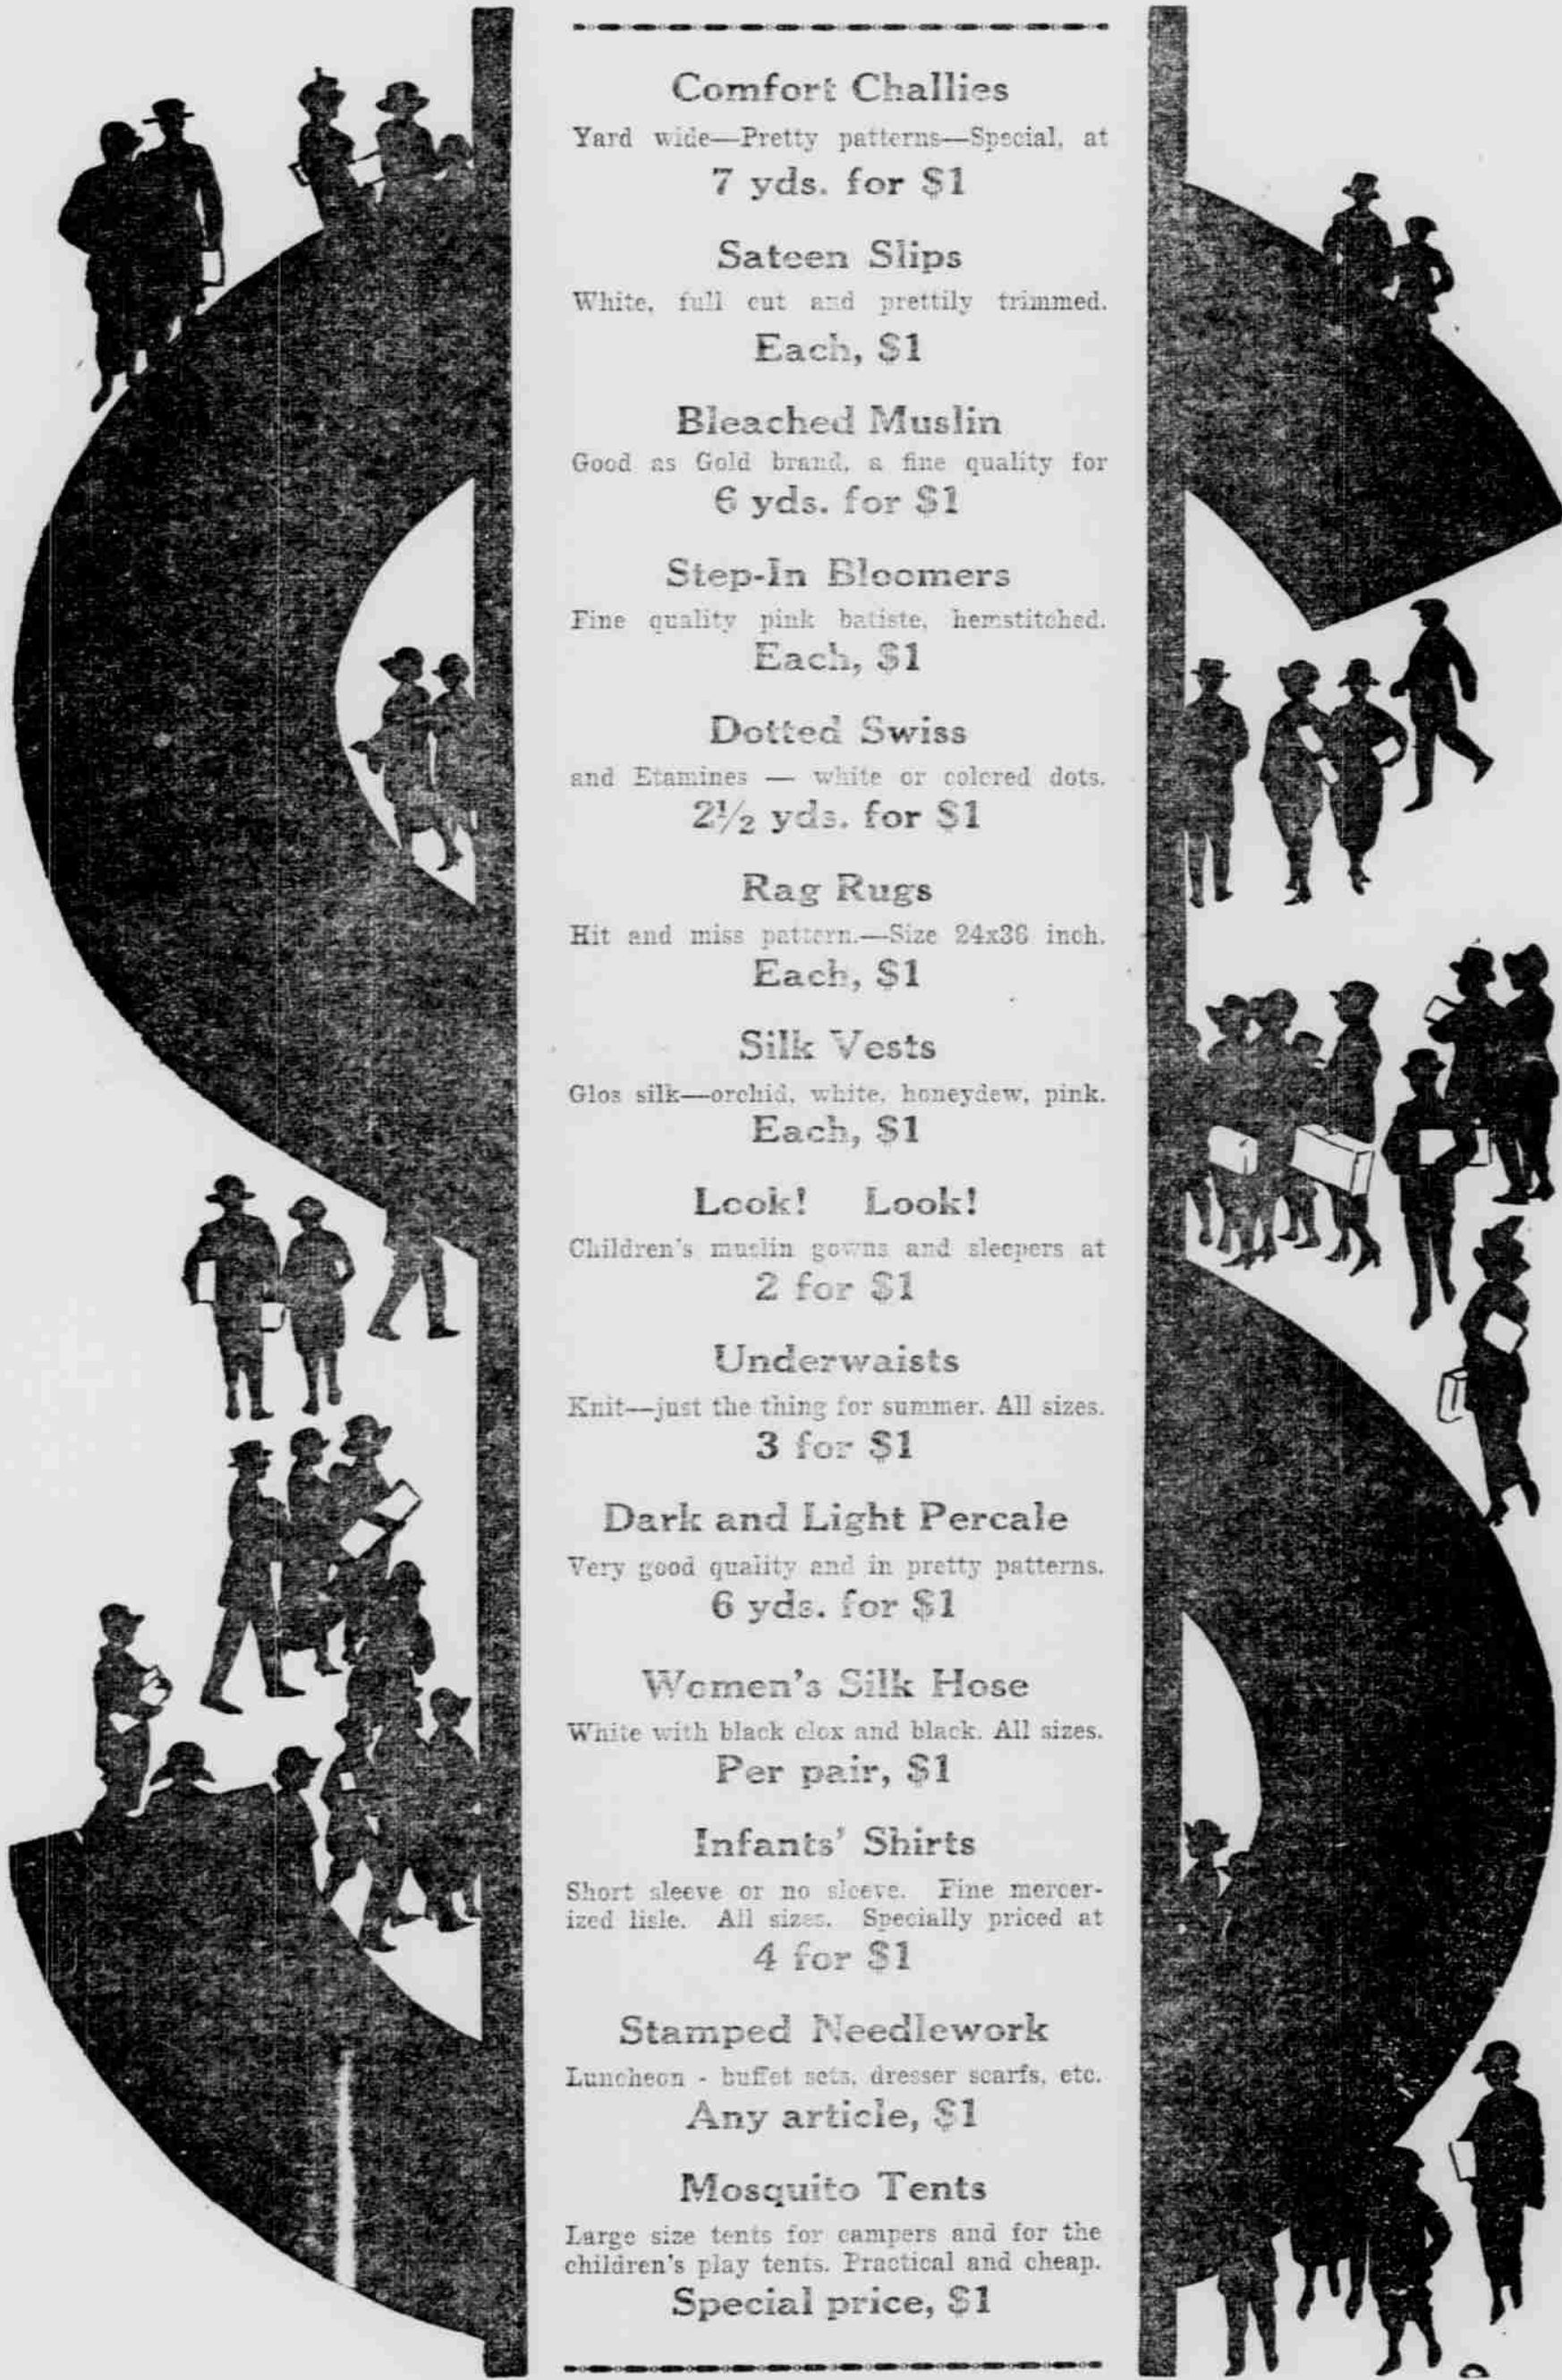 Comfort Challies
Yard wide—Pretty patterns—Special, at
7 yds. for $1
Sateen Slips
White, full cut and prettily trimmed.
Each, $1
Bleached Muslin
Good as Gold brand, a fine quality for
6 yds. for $1
Step-In Bloomers
Fine quality pink batiste, hemstitched.
Each, $1
Dotted Swiss
and Etamines — white or colored dots.
2½ yds. for $1
Rag Rugs
Hit and miss pattern.—Size 24x36 inch.
Each, $1
Silk Vests
Glos silk—orchid, white, honeydew, pink.
Each, $1
Look! Look!
Children's muslin gowns and sleepers at
2 for $1
Underwaists
Knit—just the thing for summer. All sizes.
3 for $1
Dark and Light Percale
Very good quality and in pretty patterns.
6 yds. for $1
Women's Silk Hose
White with black clox and black. All sizes.
Per pair, $1
Infants' Shirts
Short sleeve or no sleeve. Fine mercer-
ized lisle. All sizes. Specially priced at
4 for $1
Stamped Needlework
Luncheon - buffet sets, dresser scarfs, etc.
Any article, $1
Mosquito Tents
Large size tents for campers and for the
children's play tents. Practical and cheap.
Special price, $1